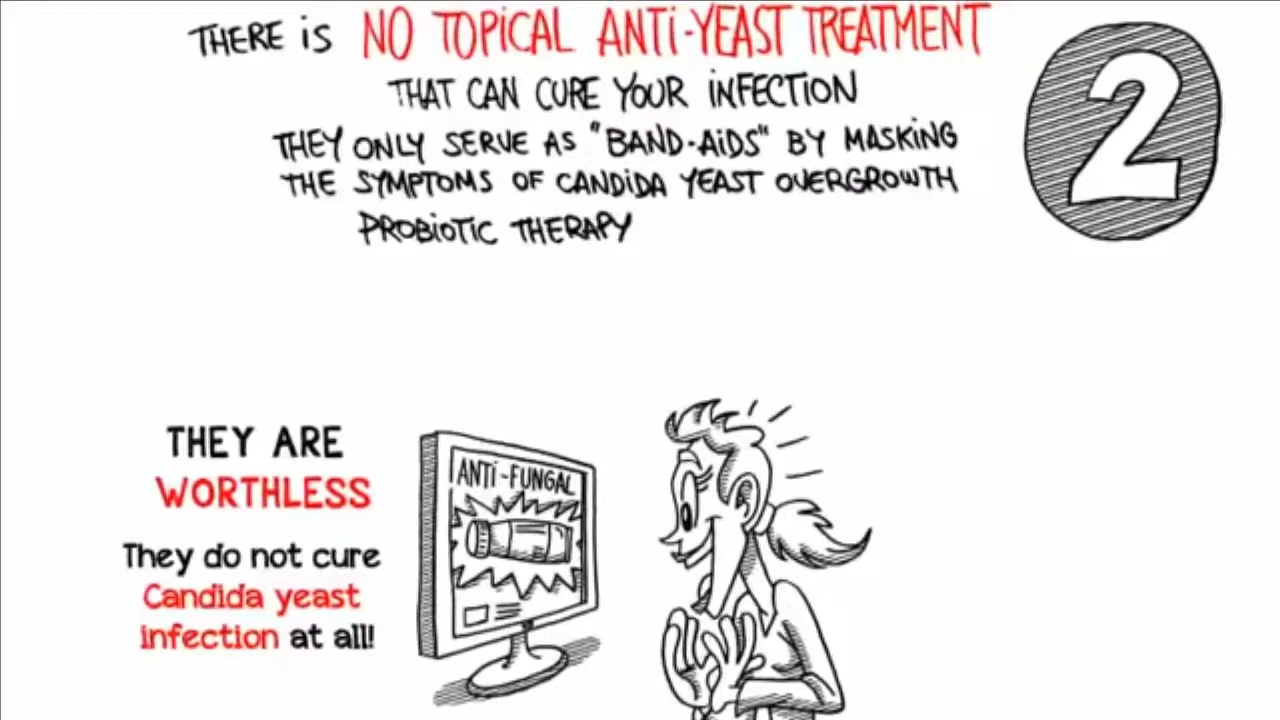 THERE iS NO TOPiCAL ANTi-YEAST TREATMENT
THAT CAN CURE YOUR iNFECTiON
THEY ONLY SERVE AS "BAND-AiDS" BY MASKiNG
THE SYMPTOMS OF CANDiDA YEAST OVERGROWTH
PROBiOTiC THERAPY
2
THEY ARE
WORTHLESS
They do not cure
Candida yeast
infection at all!
ANTi-FUNGAL